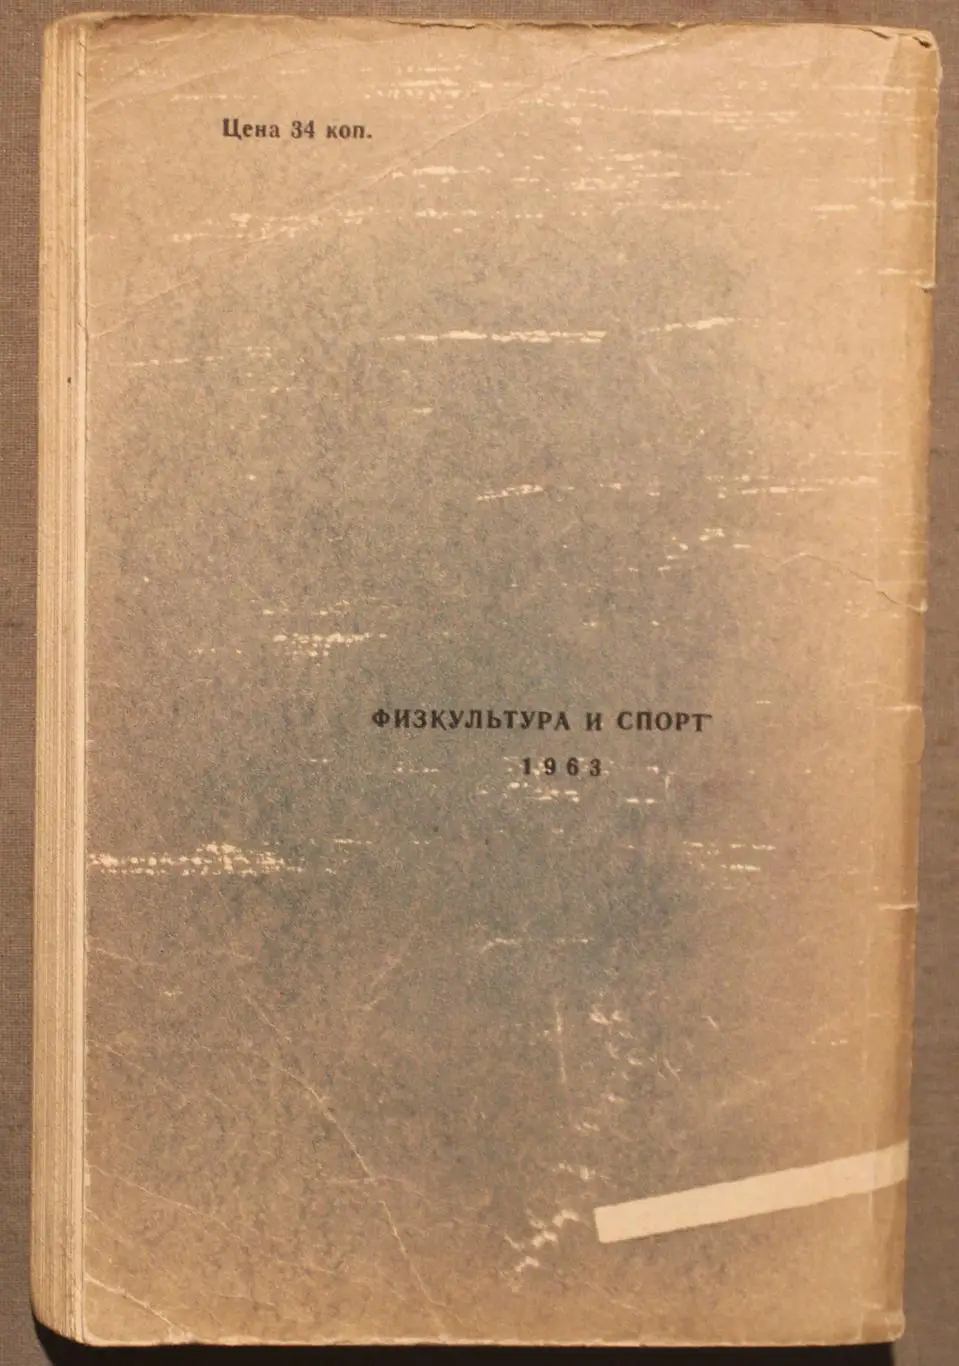 Цена 34 коп.
ФИЗКУЛЬТУРА И СПОРТ
1963